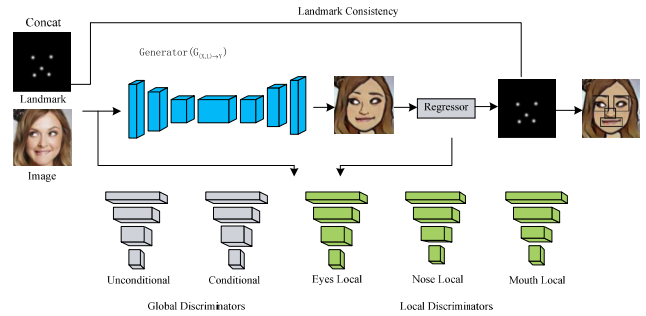 Landmark Consistency
Concat
Generator(G(X,L)→Y)
Landmark
Regressor
Image
Unconditional
Conditional
Eyes Local
Nose Local
Mouth Local
Global Discriminators
Local Discriminators